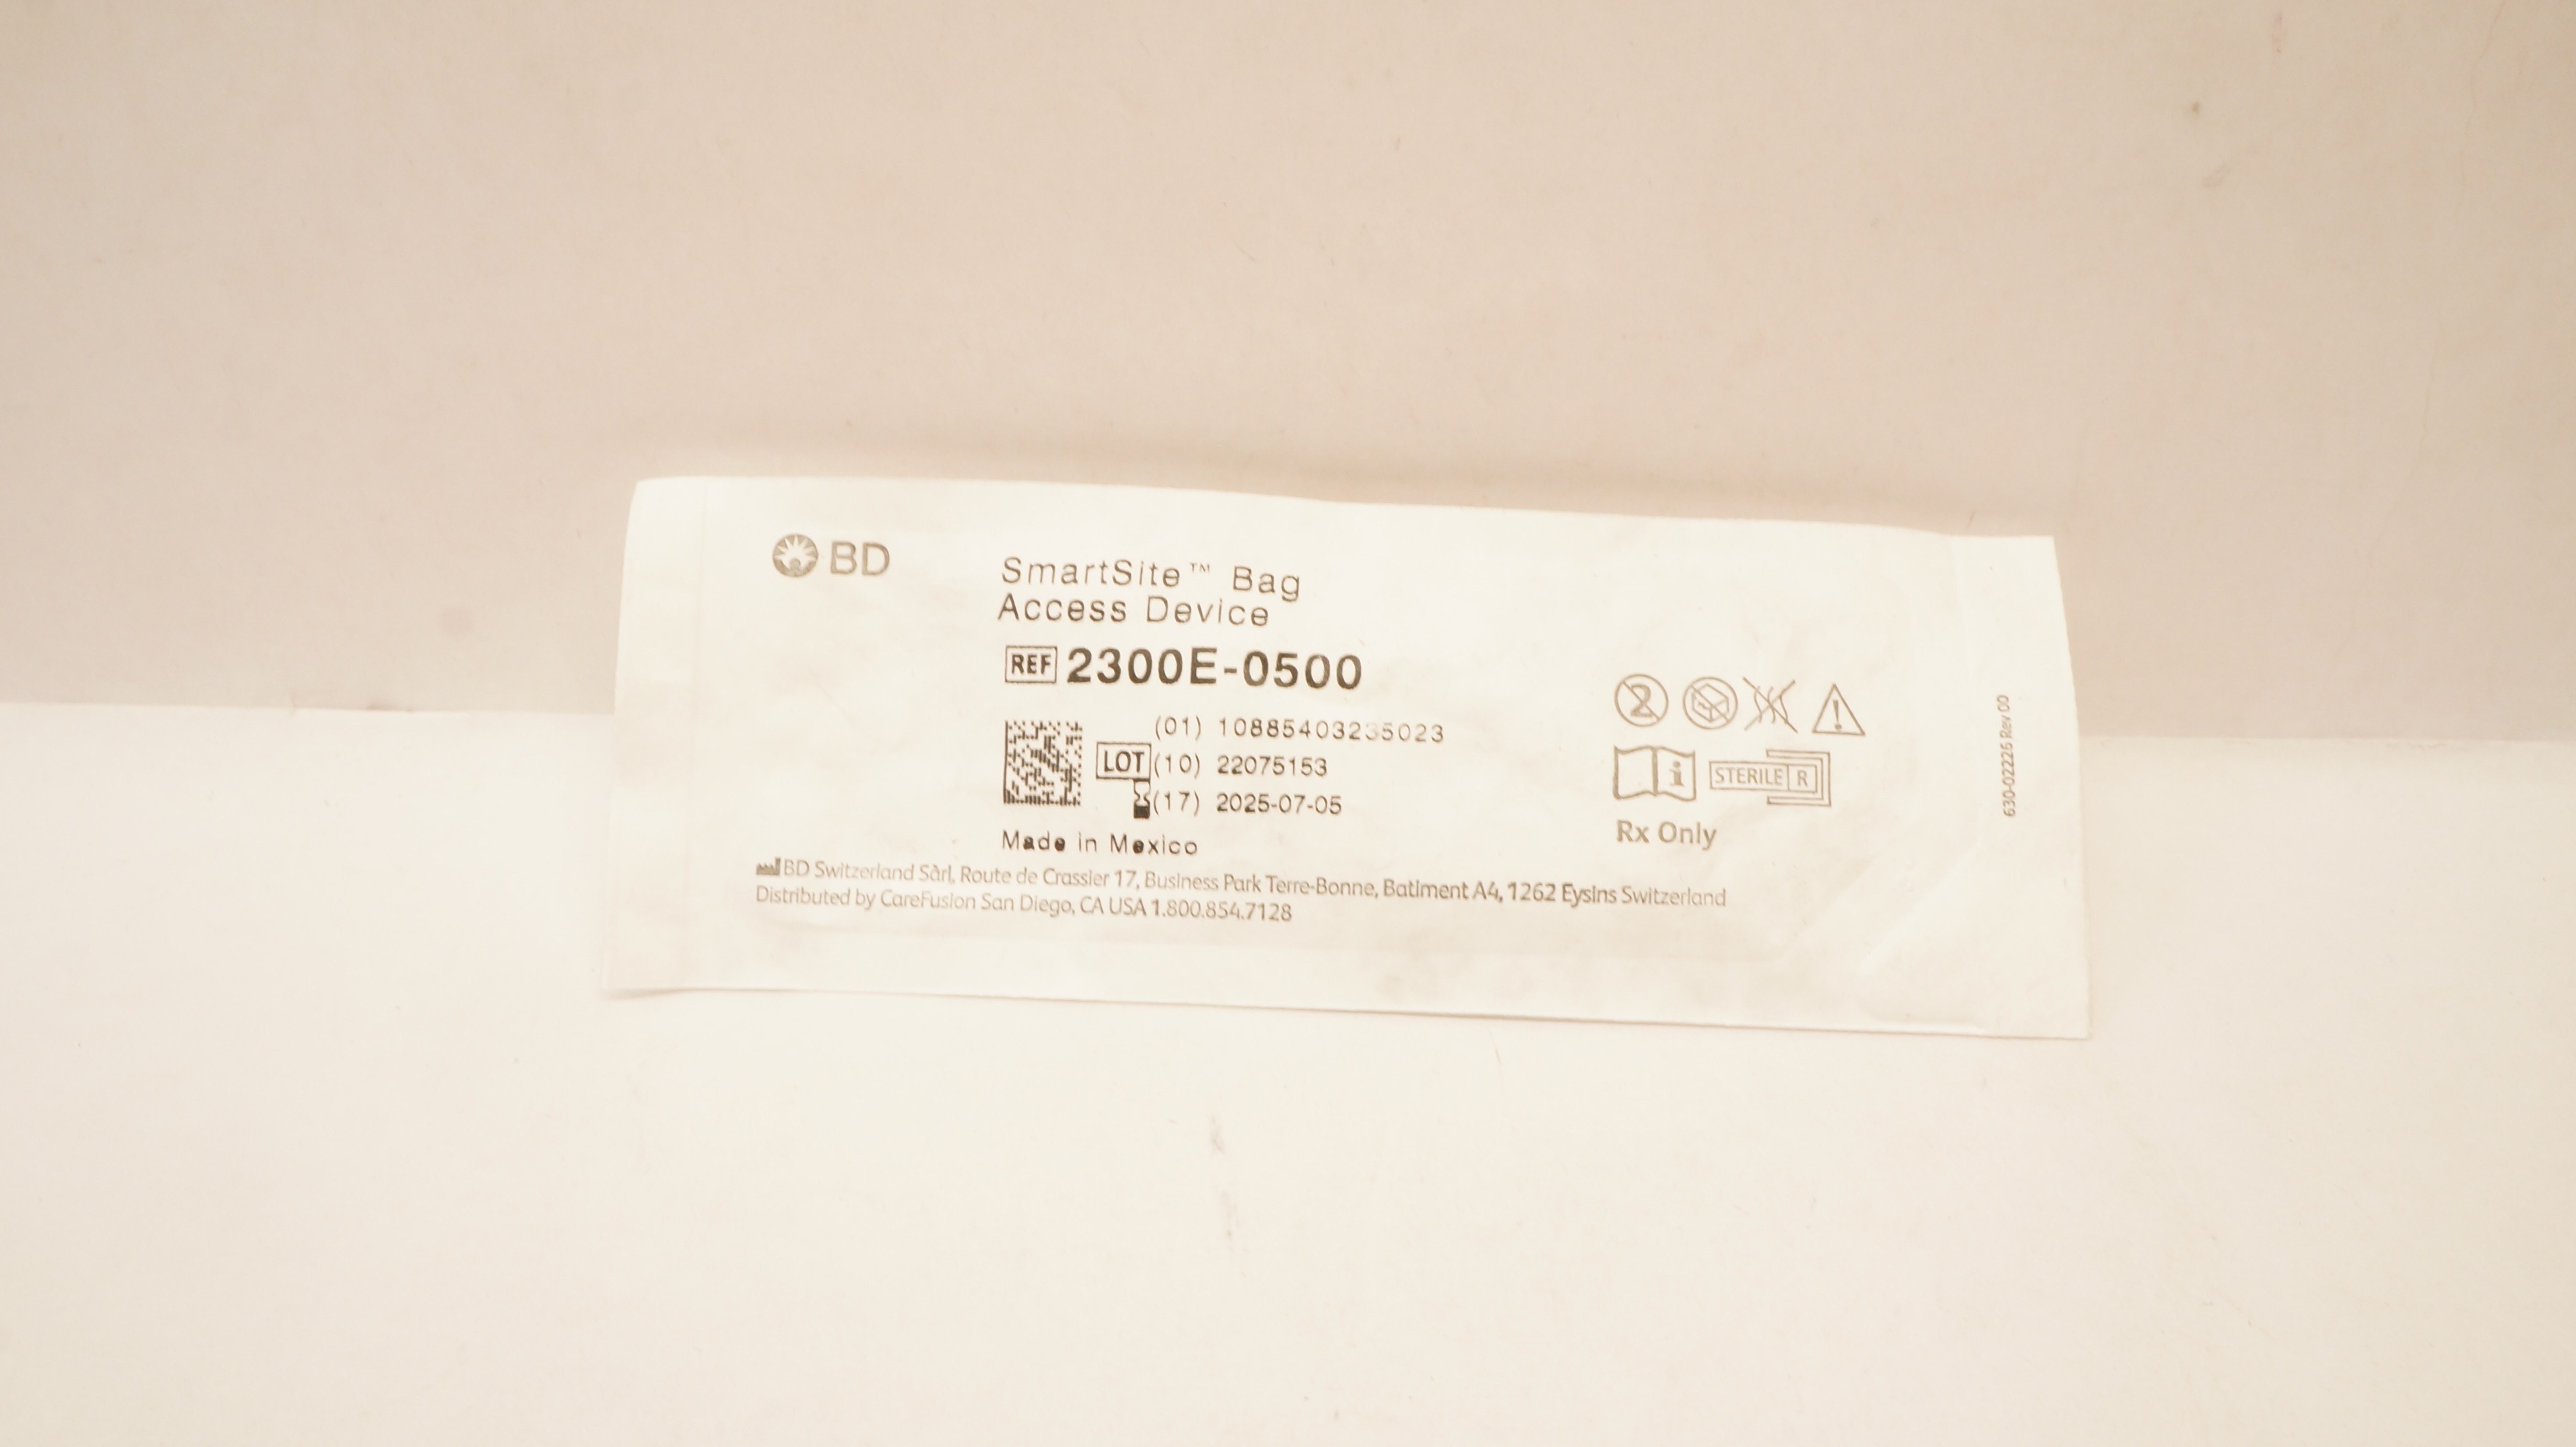 BD
SmartSite™ Bag
Access Device
REF 2300E-0500
(01) 10885403235023
LOT (10) 22075153
(17) 2025-07-05
Made in Mexico
BD Switzerland Sàrl, Route de Crassier 17, Business Park Terre-Bonne, Batiment A4, 1262 Eysins Switzerland
Distributed by CareFusion San Diego, CA USA 1.800.854.7128
2
i
STERILE R
Rx Only
630-02226 Rev 00